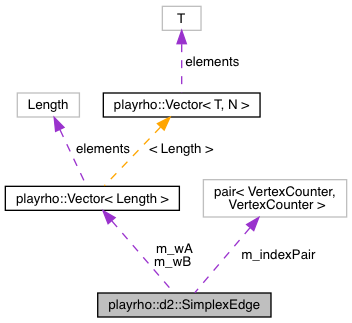 T
elements
Length
playrho::Vector< T, N >
elements
< Length >
playrho::Vector< Length >
pair< VertexCounter,
VertexCounter >
m_wA
m_wB
m_indexPair
playrho::d2::SimplexEdge